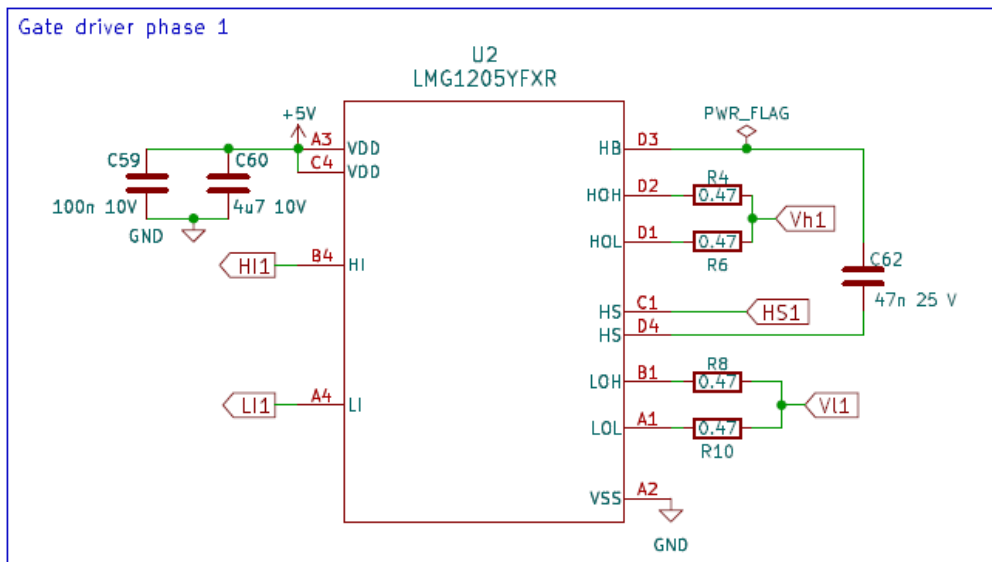 Gate driver phase 1
U2
LMG1205YFXR
+5V
PWR_FLAG
C59
C60
A3
VDD
C4
VDD
HB
D3
100n 10V
4u7 10V
GND
HOH
D2
R4
0.47
Vh1
HOL
D1
0.47
R6
HI1
B4
HI
C62
47n 25 V
HS
C1
HS1
HS
D4
LOH
B1
R8
0.47
LI1
A4
LI
Vl1
LOL
A1
0.47
R10
VSS
A2
GND